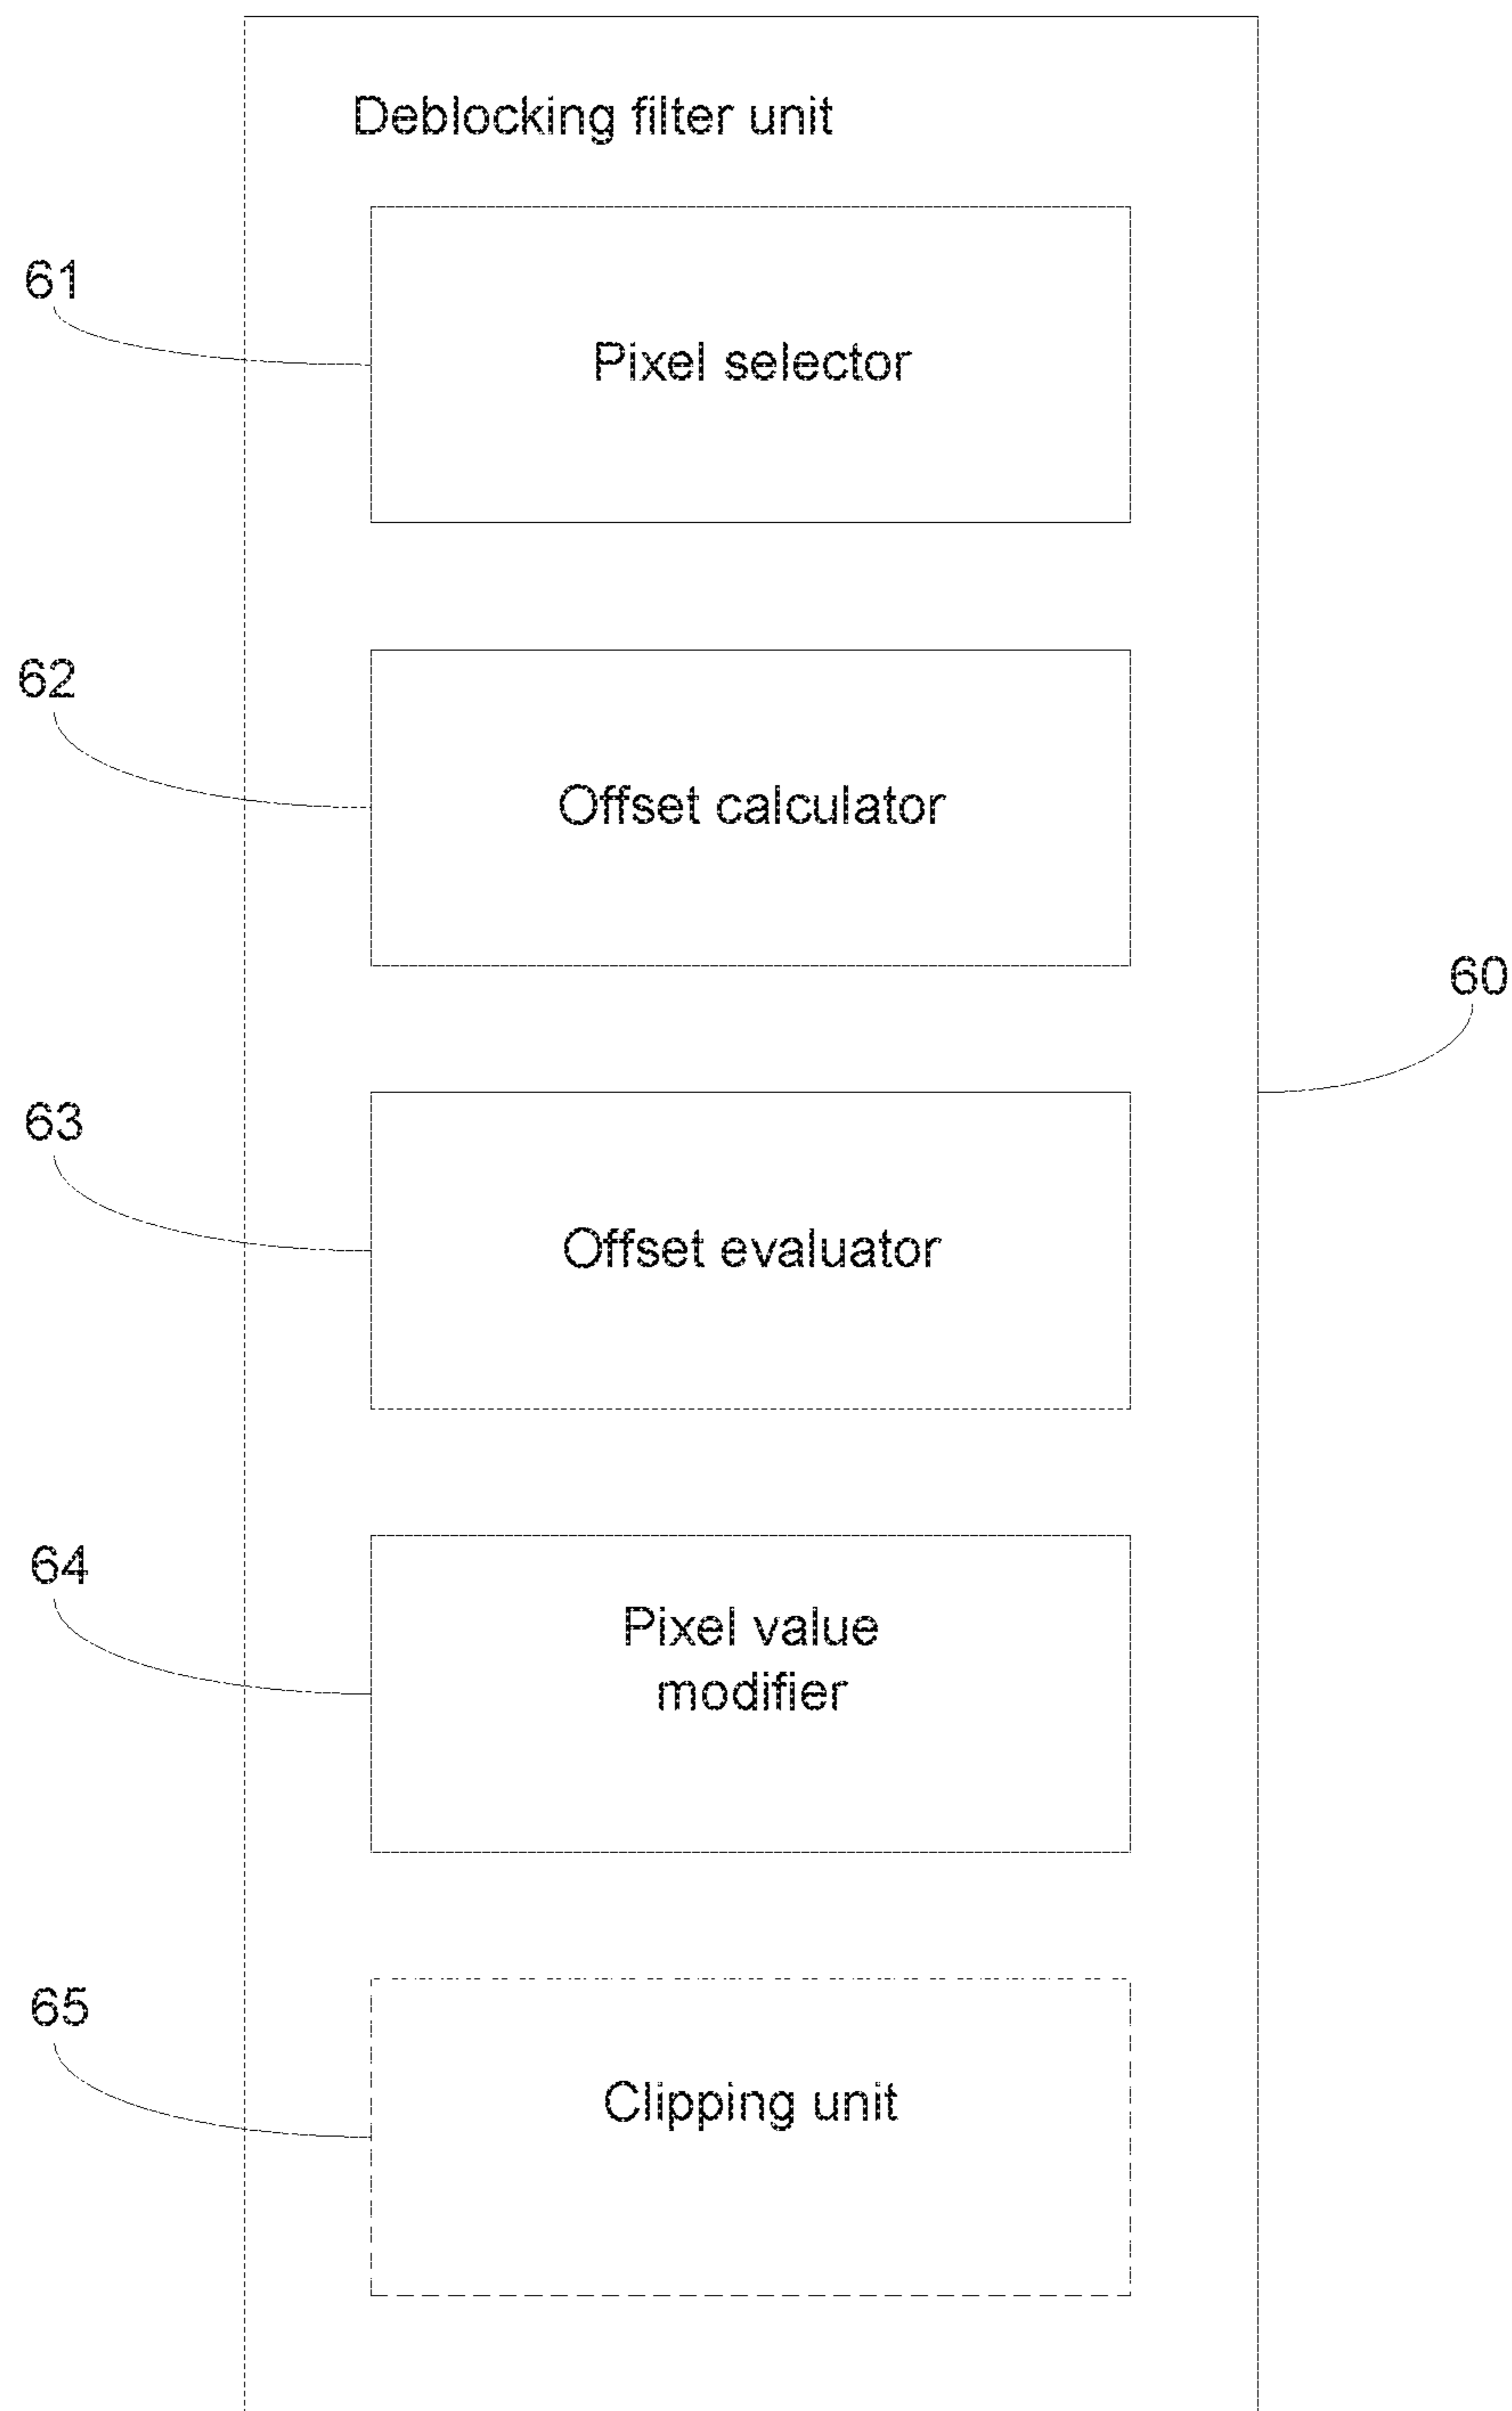 Deblocking filter unit
61
Pixel selector
62
Offset calculator
60
63
Offset evaluator
64
Pixel value
modifier
65
Clipping unit